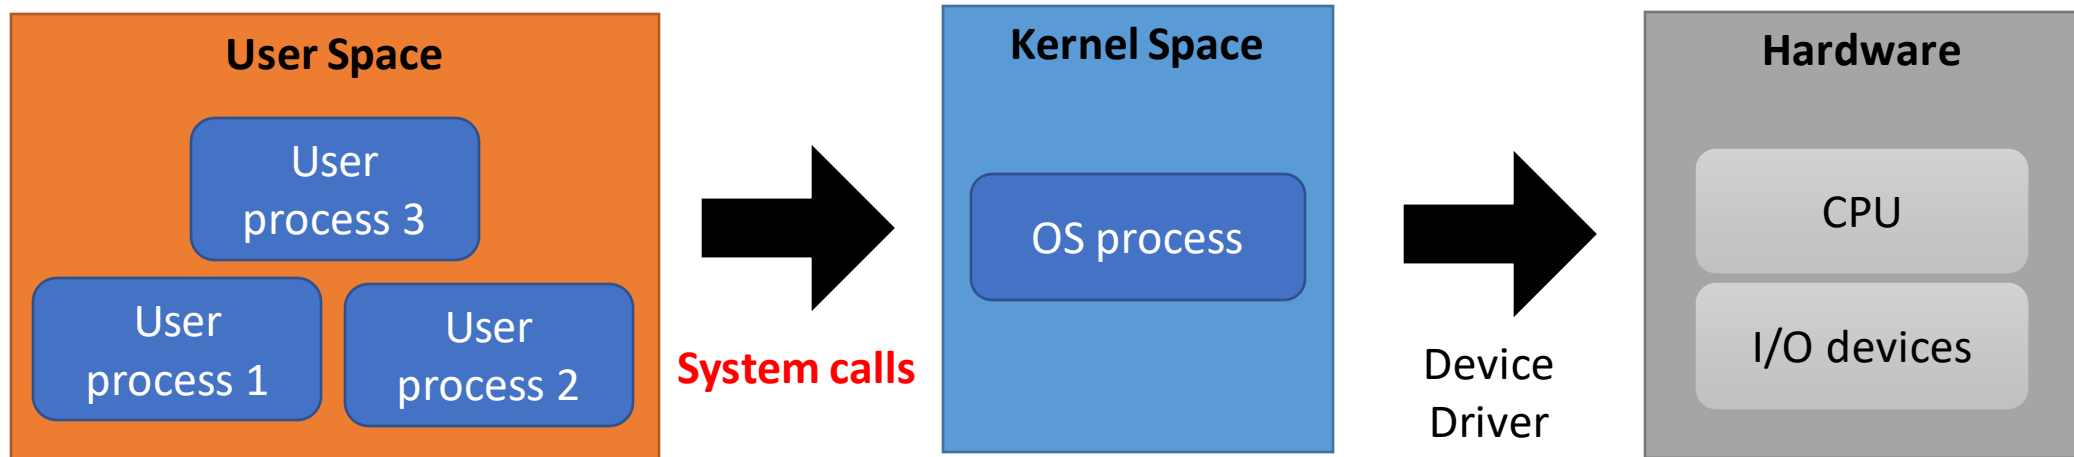 User Space
User
process 3
User
process 1
User
process 2
System calls
Kernel Space
OS process
Device
Driver
Hardware
CPU
I/O devices